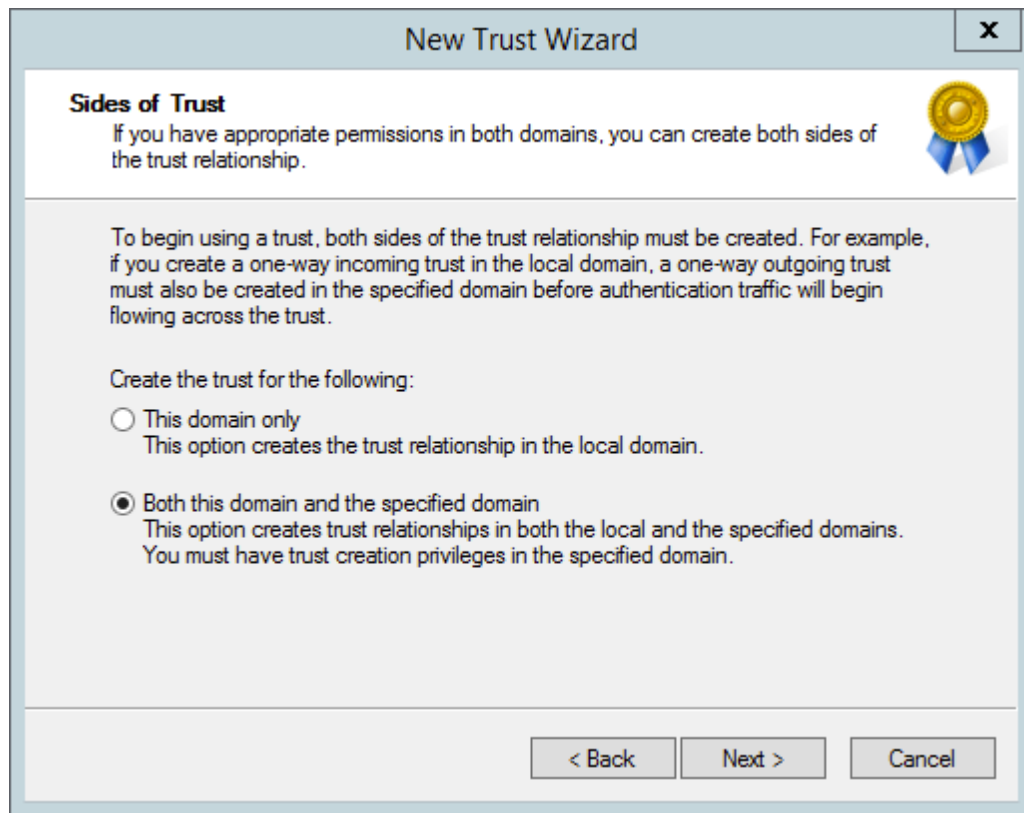 New Trust Wizard
x
Sides of Trust
If you have appropriate permissions in both domains, you can create both sides of
the trust relationship.
To begin using a trust, both sides of the trust relationship must be created. For example,
if you create a one-way incoming trust in the local domain, a one-way outgoing trust
must also be created in the specified domain before authentication traffic will begin
flowing across the trust.
Create the trust for the following:
This domain only
This option creates the trust relationship in the local domain.
Both this domain and the specified domain
This option creates trust relationships in both the local and the specified domains.
You must have trust creation privileges in the specified domain.
< Back
Next >
Cancel